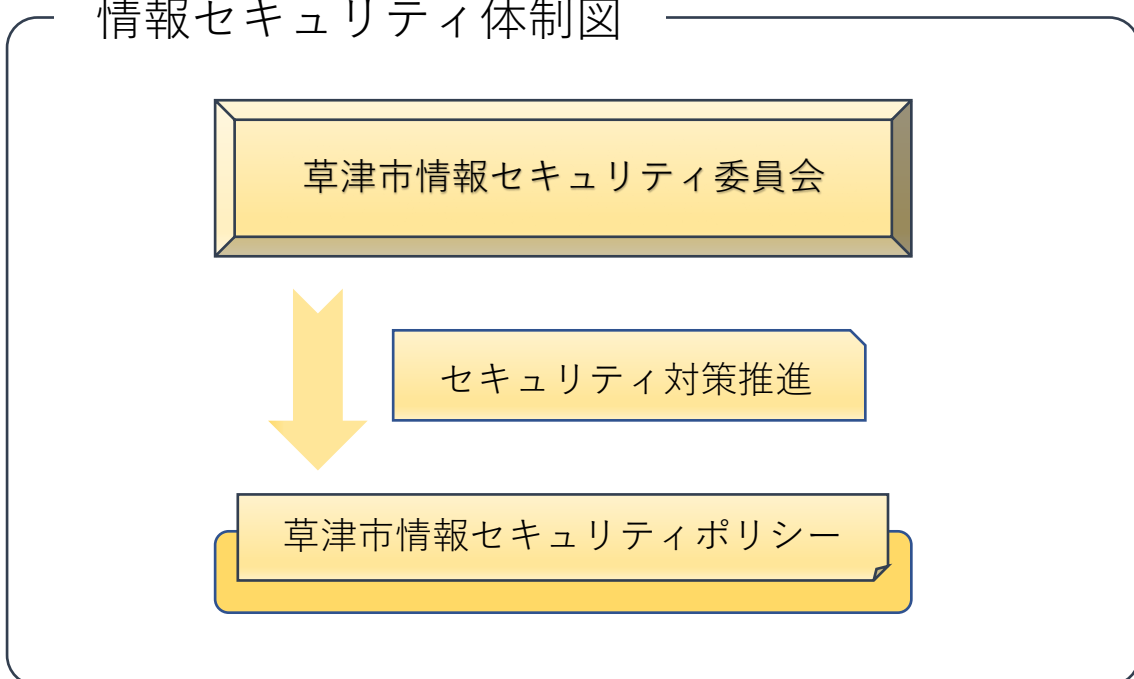 情報セキュリティ体制図
草津市情報セキュリティ委員会
セキュリティ対策推進
草津市情報セキュリティポリシー